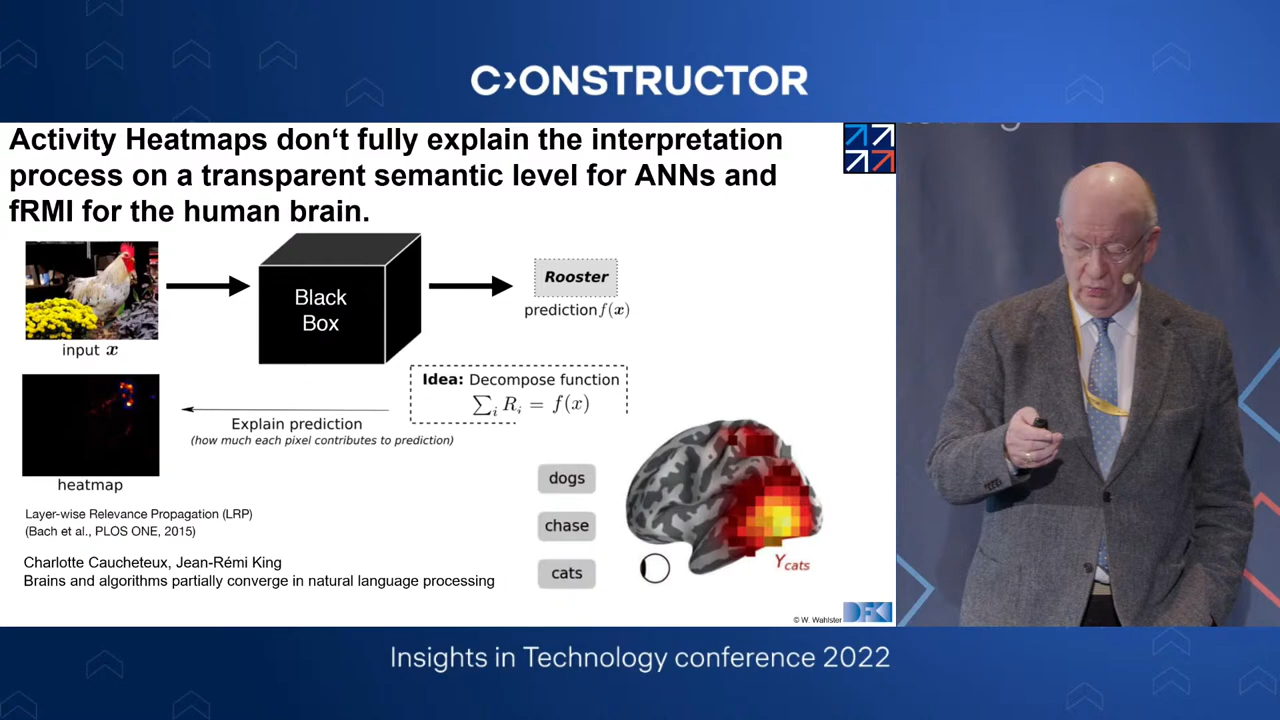 C›ONSTRUCTOR
Activity Heatmaps don‘t fully explain the interpretation
process on a transparent semantic level for ANNs and
fRMI for the human brain.
Black
Box
Rooster
prediction f(x)
input x
Idea: Decompose function
∑i Ri = f(x)
Explain prediction
(how much each pixel contributes to prediction)
heatmap
dogs
chase
cats
Ycats
Layer-wise Relevance Propagation (LRP)
(Bach et al., PLOS ONE, 2015)
Charlotte Caucheteux, Jean-Rémi King
Brains and algorithms partially converge in natural language processing
© W. Wahlster
DFKI
Insights in Technology conference 2022